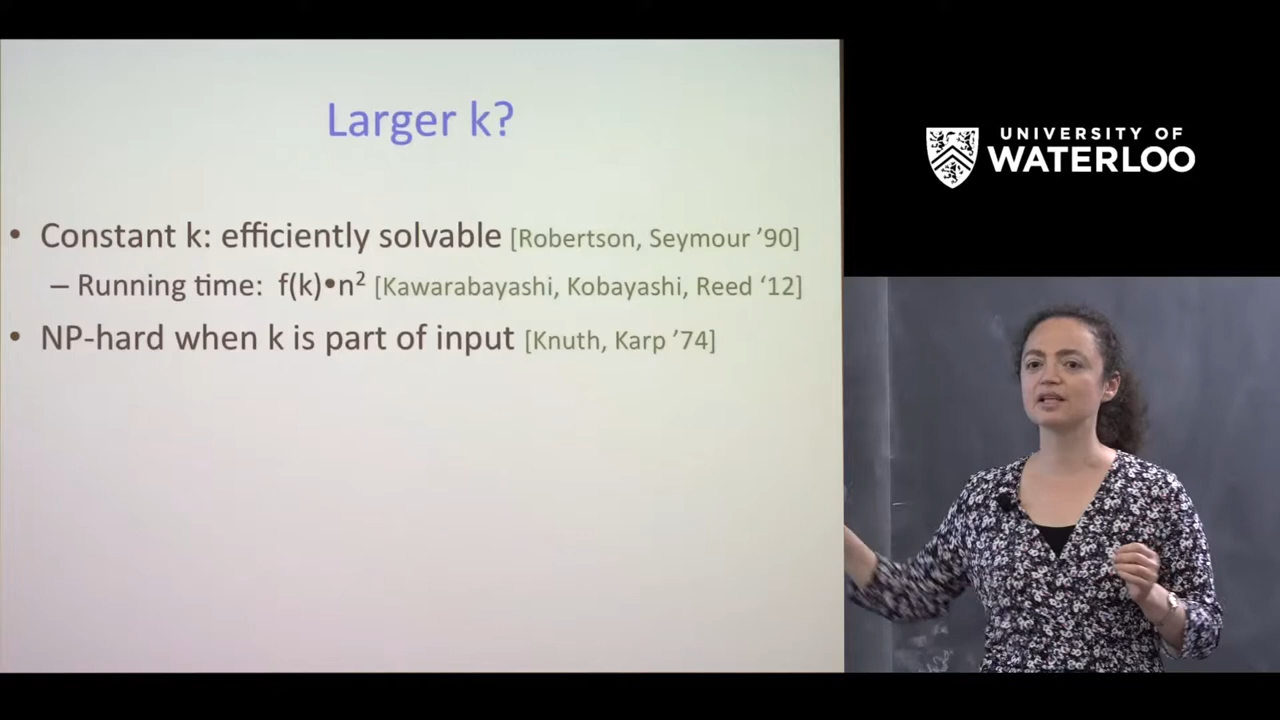 Larger k?
• Constant k: efficiently solvable [Robertson, Seymour ’90]
– Running time: f(k)•n² [Kawarabayashi, Kobayashi, Reed ‘12]
• NP-hard when k is part of input [Knuth, Karp ’74]
UNIVERSITY OF
WATERLOO